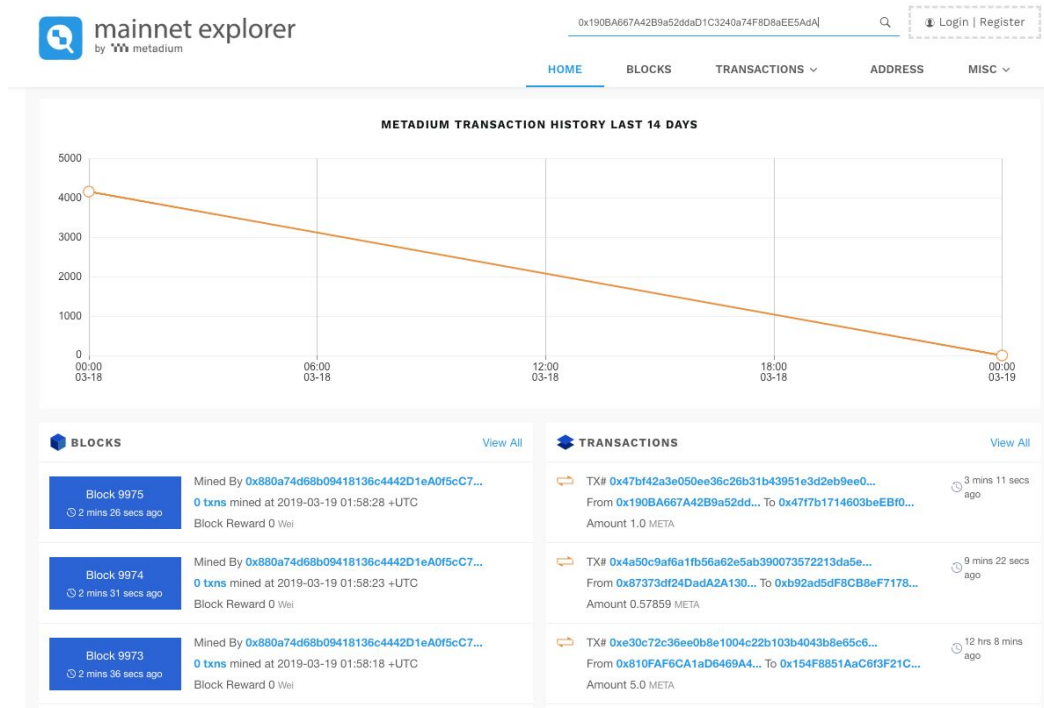 mainnet explorer
by metadium
0x190BA667A42B9a52ddaD1C3240a74F8D8aEE5AdA
Login | Register
HOME BLOCKS TRANSACTIONS ADDRESS MISC
METADIUM TRANSACTION HISTORY LAST 14 DAYS
5000
4000
3000
2000
1000
0
00:00 06:00 12:00 18:00 00:00
03-18 03-18 03-18 03-18 03-19
BLOCKS View All
Block 9975
2 mins 26 secs ago
Mined By 0x880a74d68b09418136c4442D1eA0f5cC7...
0 txns mined at 2019-03-19 01:58:28 +UTC
Block Reward 0 Wei
Block 9974
2 mins 31 secs ago
Mined By 0x880a74d68b09418136c4442D1eA0f5cC7...
0 txns mined at 2019-03-19 01:58:23 +UTC
Block Reward 0 Wei
Block 9973
2 mins 36 secs ago
Mined By 0x880a74d68b09418136c4442D1eA0f5cC7...
0 txns mined at 2019-03-19 01:58:18 +UTC
Block Reward 0 Wei
TRANSACTIONS View All
TX# 0x47bf42a3e050ee36c26b31b43951e3d2eb9ee0...
From 0x190BA667A42B9a52dd... To 0x47f7b1714603beEBf0...
Amount 1.0 META
3 mins 11 secs
ago
TX# 0x4a50c9af6a1fb56a62e5ab390073572213da5e...
From 0x87373df24DadA2A130... To 0xb92ad5dF8CB8eF7178...
Amount 0.57859 META
9 mins 22 secs
ago
TX# 0xe30c72c36ee0b8e1004c22b103b4043b8e65c6...
From 0x810FAF6CA1aD6469A4... To 0x154F8851AaC6f3F21C...
Amount 5.0 META
12 hrs 8 mins
ago